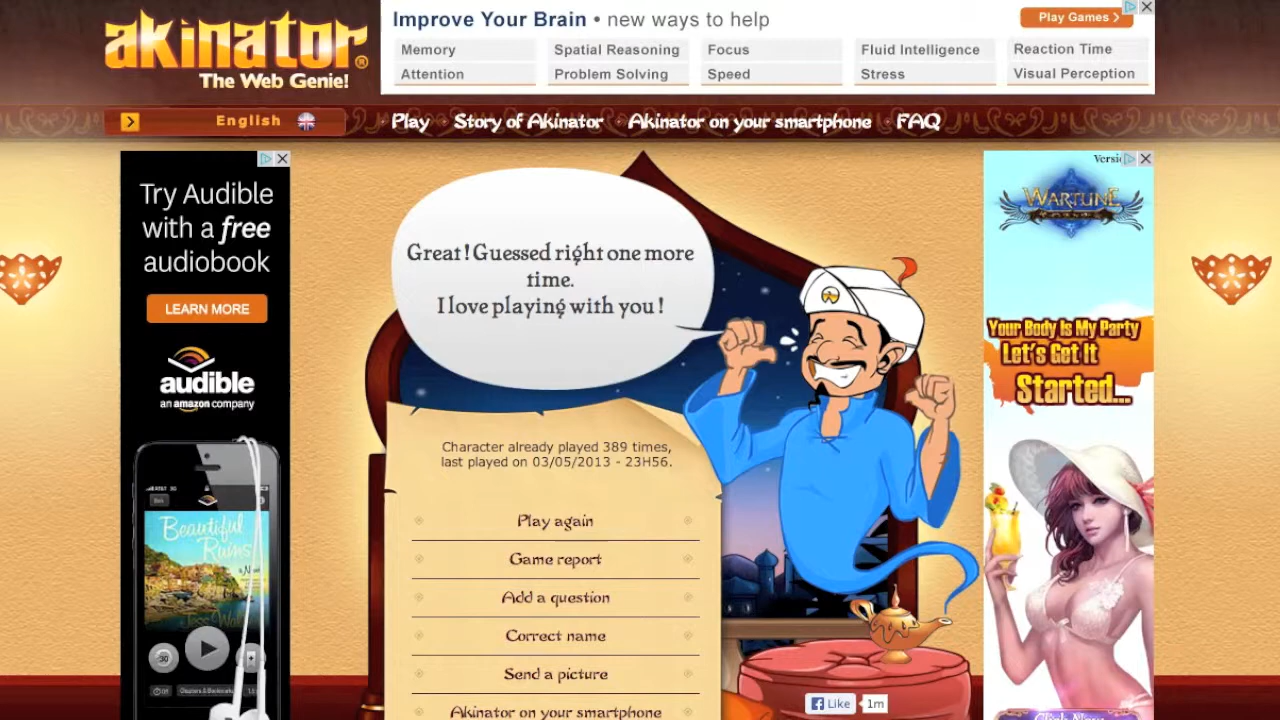 akinator®
The Web Genie!
Improve Your Brain • new ways to help
Play Games >
Memory
Spatial Reasoning
Focus
Fluid Intelligence
Reaction Time
Attention
Problem Solving
Speed
Stress
Visual Perception
English
· Play · Story of Akinator · Akinator on your smartphone · FAQ
Try Audible
with a free
audiobook
LEARN MORE
audible
an amazon company
AT&T 3G
Beautiful
Ruins
30
Great! Guessed right one more
time.
I love playing with you !
Character already played 389 times,
last played on 03/05/2013 - 23H56.
Play again
Game report
Add a question
Correct name
Send a picture
Akinator on your smartphone
Like
1m
WARTUNE
Your Body Is My Party
Let's Get It
Started...